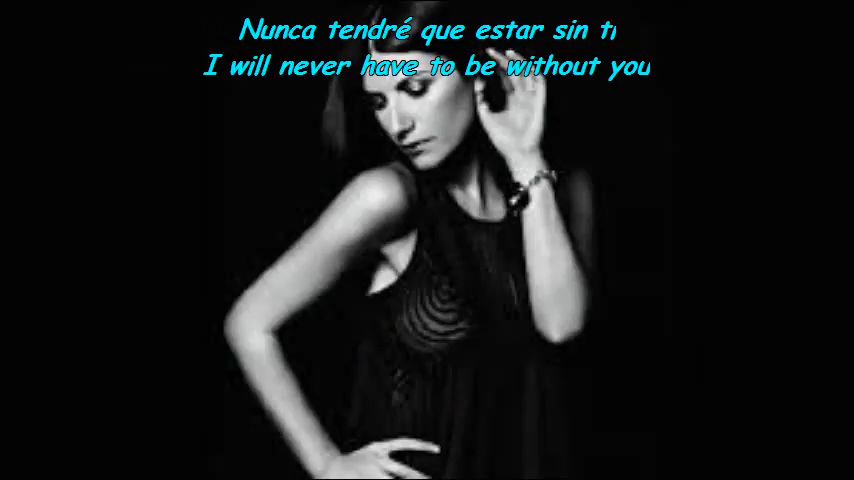 Nunca tendré que estar sin ti
I will never have to be without you